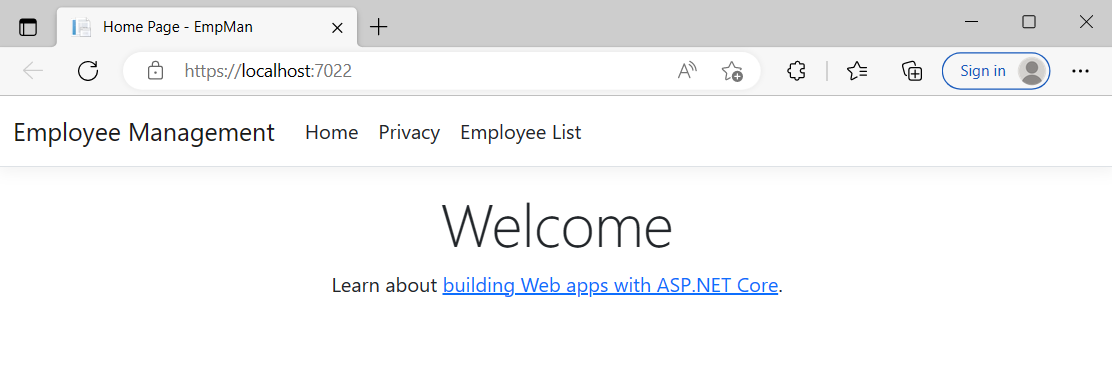 Home Page - EmpMan
https://localhost:7022
Sign in
Employee Management Home Privacy Employee List
Welcome
Learn about building Web apps with ASP.NET Core.